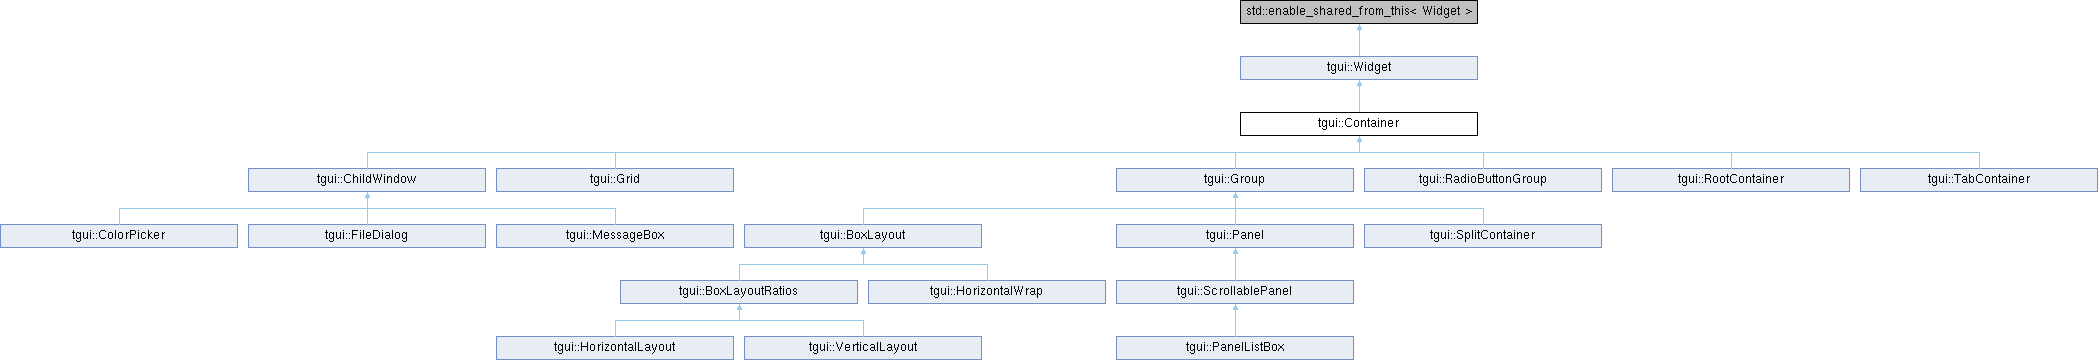 std::enable_shared_from_this< Widget >
tgui::Widget
tgui::Container
tgui::ChildWindow
tgui::Grid
tgui::Group
tgui::RadioButtonGroup
tgui::RootContainer
tgui::TabContainer
tgui::ColorPicker
tgui::FileDialog
tgui::MessageBox
tgui::BoxLayout
tgui::Panel
tgui::SplitContainer
tgui::BoxLayoutRatios
tgui::HorizontalWrap
tgui::ScrollablePanel
tgui::HorizontalLayout
tgui::VerticalLayout
tgui::PanelListBox